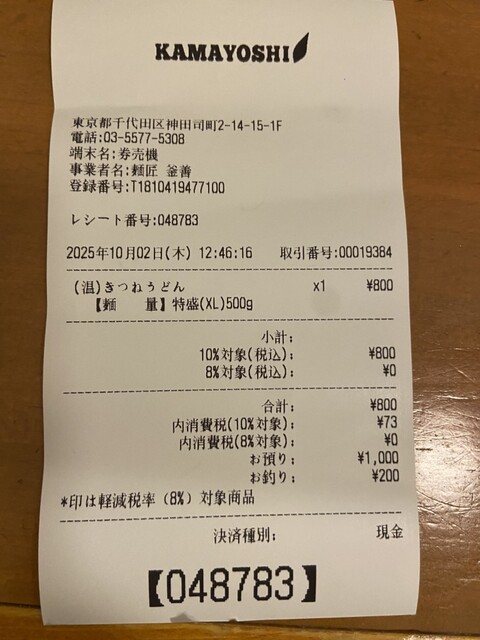 KAMAYOSHI
東京都千代田区神田司町2-14-15-1F
電話:03-5577-5308
端末名:券売機
事業者名:麺匠 釜善
登録番号:T1810419477100
レシート番号:048783
2025年10月02日(木) 12:46:16 取引番号:00019384
(温)きつねうどん x1 ¥800
【麺 量】特盛(XL)500g
小計:
10%対象(税込): ¥800
8%対象(税込): ¥0
合計: ¥800
内消費税(10%対象): ¥73
内消費税(8%対象): ¥0
お預り: ¥1,000
お釣り: ¥200
*印は軽減税率(8%)対象商品
決済種別: 現金
【048783】